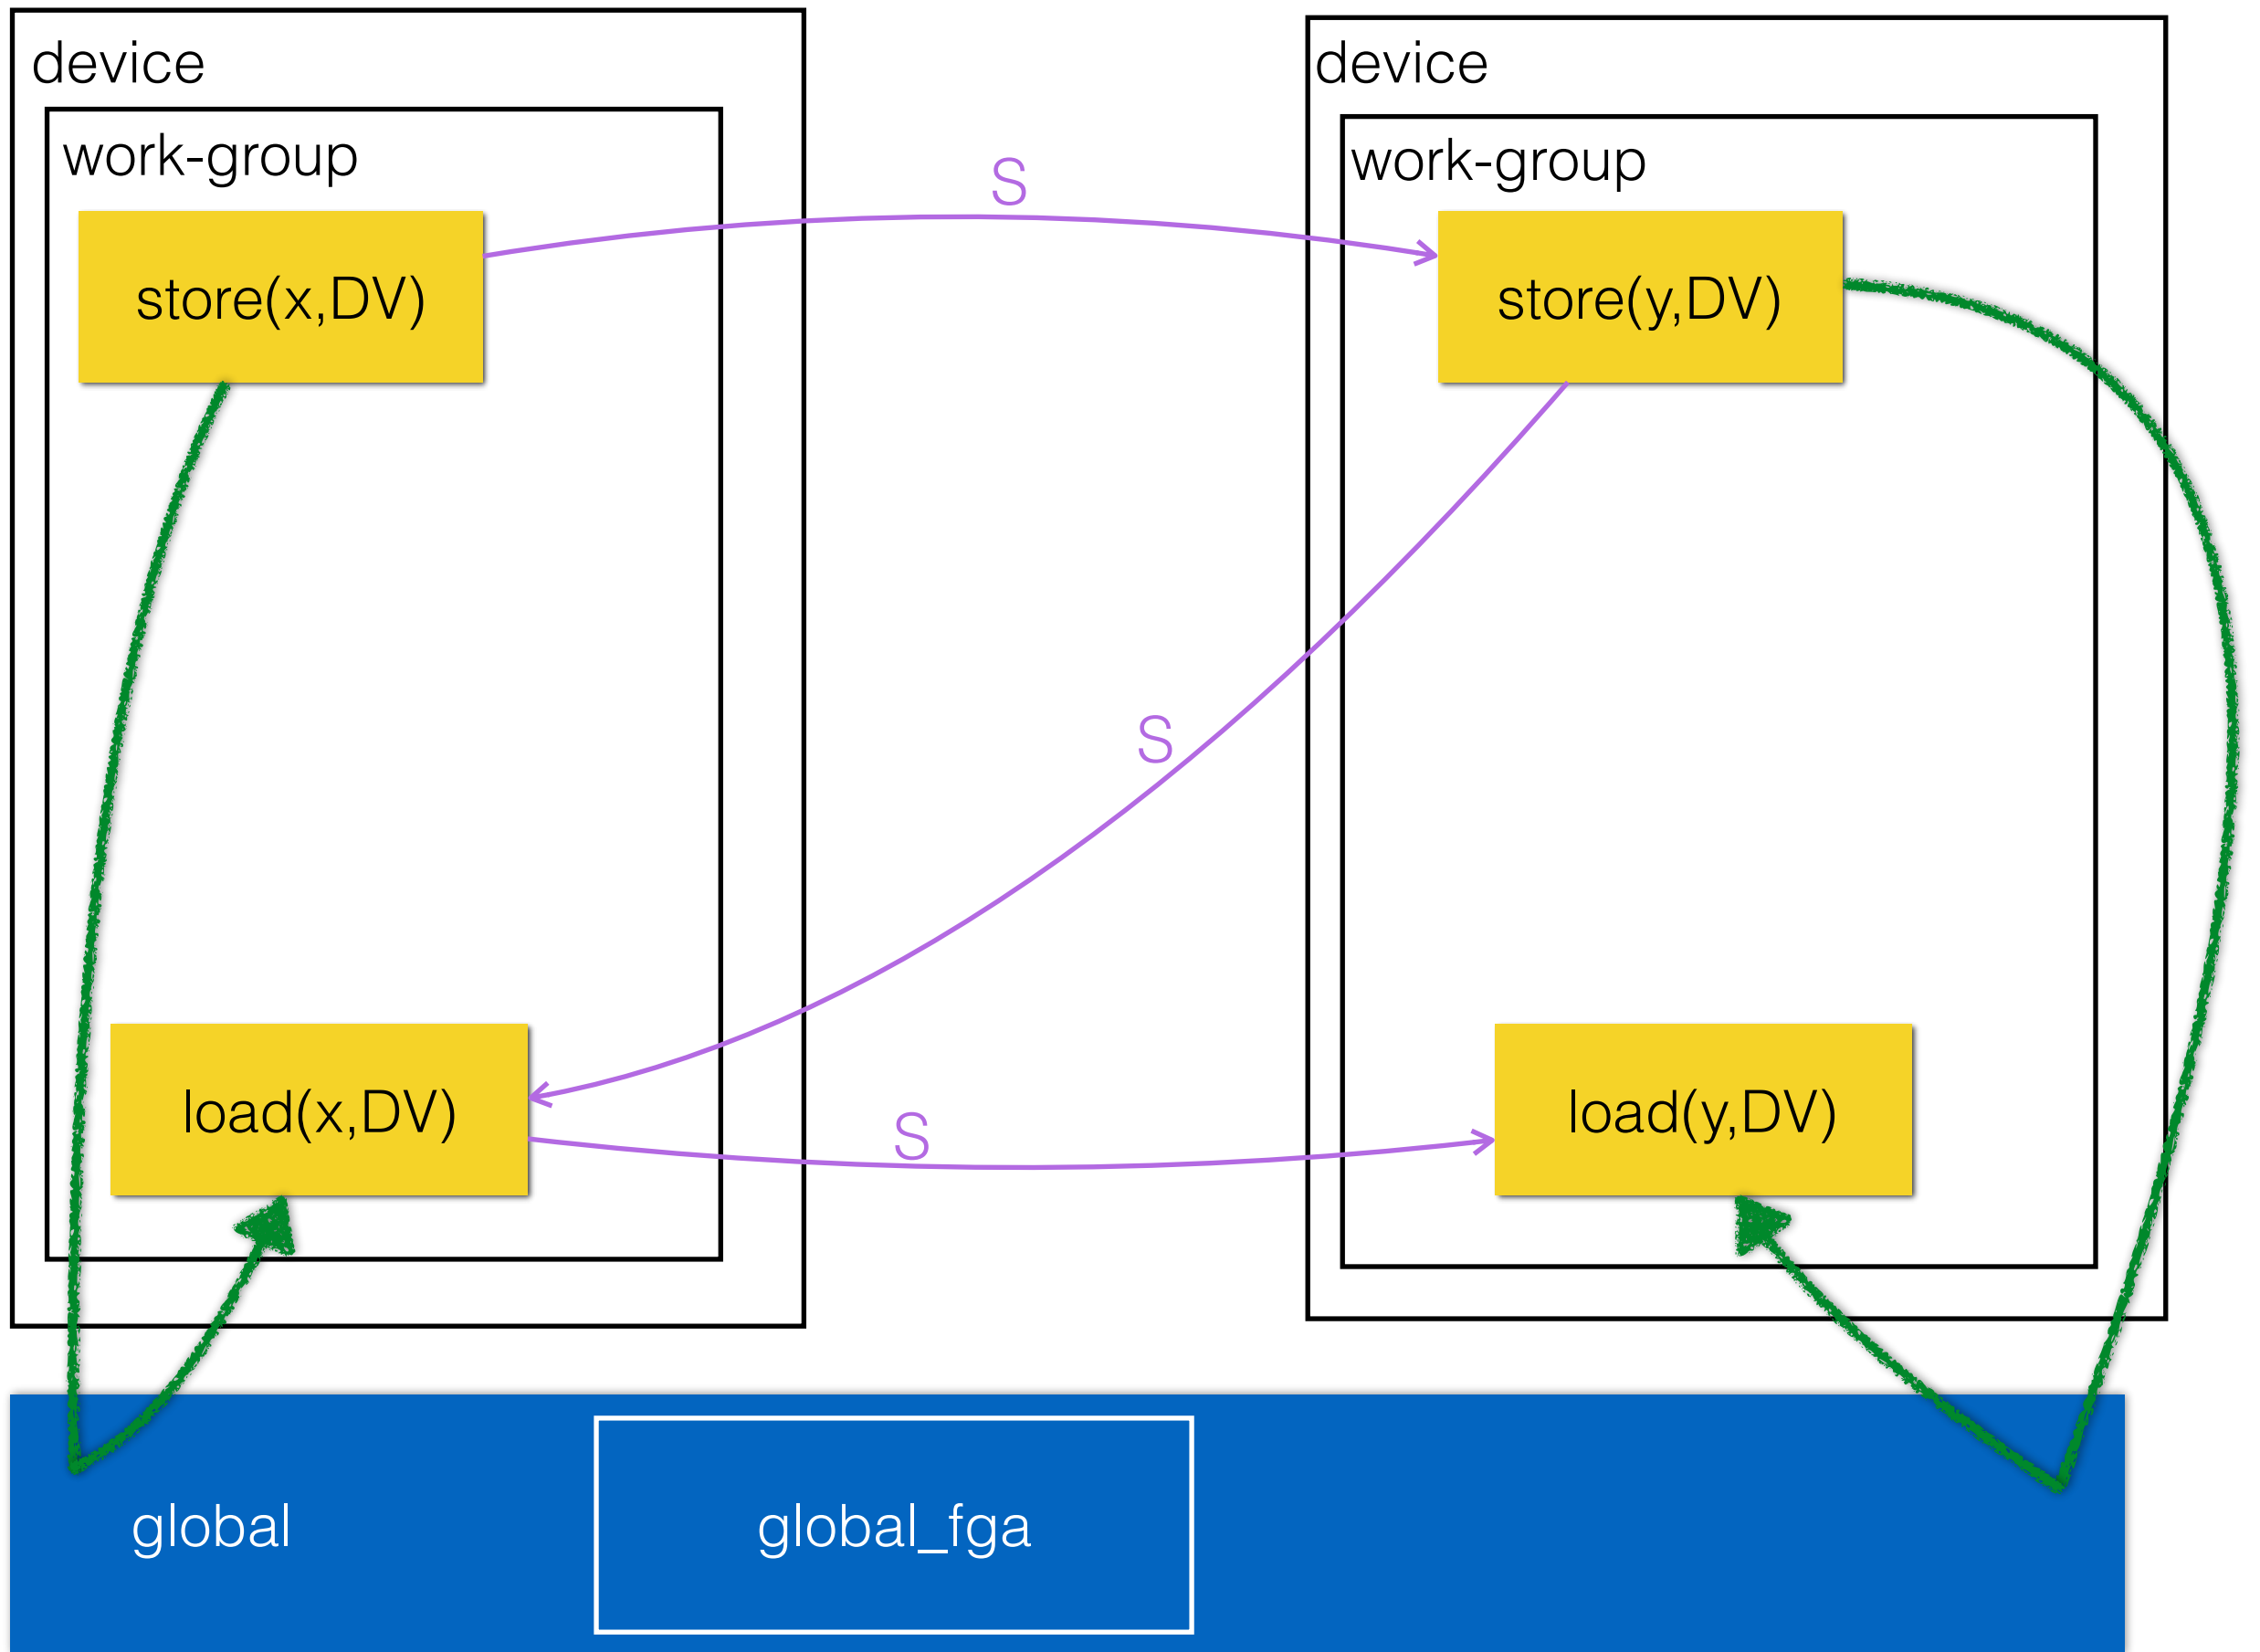 device
work-group
store(x,DV)
load(x,DV)
S
S
S
device
work-group
store(y,DV)
load(y,DV)
global
global_fga